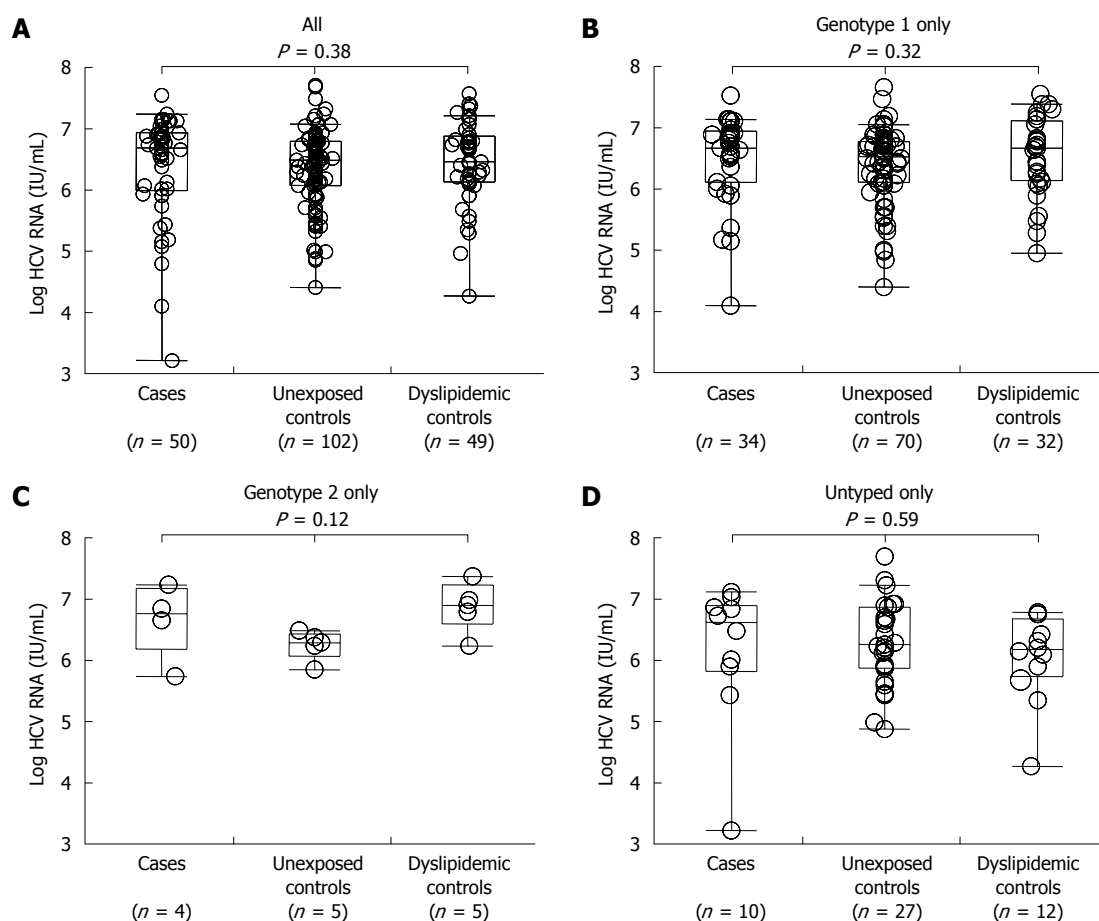 A
All
P = 0.38
Log HCV RNA (IU/mL)
8
7
6
5
4
3
Cases
Unexposed
controls
Dyslipidemic
controls
(n = 50)
(n = 102)
(n = 49)
B
Genotype 1 only
P = 0.32
Log HCV RNA (IU/mL)
8
7
6
5
4
3
Cases
Unexposed
controls
Dyslipidemic
controls
(n = 34)
(n = 70)
(n = 32)
C
Genotype 2 only
P = 0.12
Log HCV RNA (IU/mL)
8
7
6
5
4
3
Cases
Unexposed
controls
Dyslipidemic
controls
(n = 4)
(n = 5)
(n = 5)
D
Untyped only
P = 0.59
Log HCV RNA (IU/mL)
8
7
6
5
4
3
Cases
Unexposed
controls
Dyslipidemic
controls
(n = 10)
(n = 27)
(n = 12)